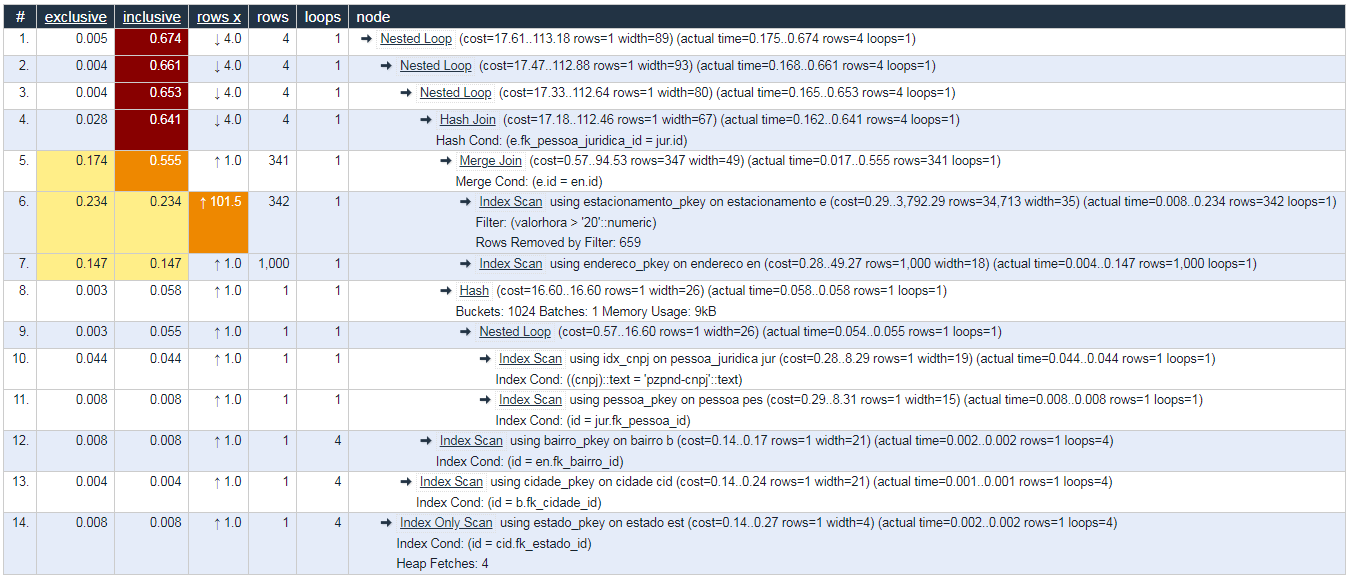 # exclusive inclusive rows x rows loops node
1. 0.005 0.674 ↓ 4.0 4 1 ➔ Nested Loop (cost=17.61..113.18 rows=1 width=89) (actual time=0.175..0.674 rows=4 loops=1)
2. 0.004 0.661 ↓ 4.0 4 1 ➔ Nested Loop (cost=17.47..112.88 rows=1 width=93) (actual time=0.168..0.661 rows=4 loops=1)
3. 0.004 0.653 ↓ 4.0 4 1 ➔ Nested Loop (cost=17.33..112.64 rows=1 width=80) (actual time=0.165..0.653 rows=4 loops=1)
4. 0.028 0.641 ↓ 4.0 4 1 ➔ Hash Join (cost=17.18..112.46 rows=1 width=67) (actual time=0.162..0.641 rows=4 loops=1)
Hash Cond: (e.fk_pessoa_juridica_id = jur.id)
5. 0.174 0.555 ↑ 1.0 341 1 ➔ Merge Join (cost=0.57..94.53 rows=347 width=49) (actual time=0.017..0.555 rows=341 loops=1)
Merge Cond: (e.id = en.id)
6. 0.234 0.234 ↑ 101.5 342 1 ➔ Index Scan using estacionamento_pkey on estacionamento e (cost=0.29..3,792.29 rows=34,713 width=35) (actual time=0.008..0.234 rows=342 loops=1)
Filter: (valorhora > '20'::numeric)
Rows Removed by Filter: 659
7. 0.147 0.147 ↑ 1.0 1,000 1 ➔ Index Scan using endereco_pkey on endereco en (cost=0.28..49.27 rows=1,000 width=18) (actual time=0.004..0.147 rows=1,000 loops=1)
8. 0.003 0.058 ↑ 1.0 1 1 ➔ Hash (cost=16.60..16.60 rows=1 width=26) (actual time=0.058..0.058 rows=1 loops=1)
Buckets: 1024 Batches: 1 Memory Usage: 9kB
9. 0.003 0.055 ↑ 1.0 1 1 ➔ Nested Loop (cost=0.57..16.60 rows=1 width=26) (actual time=0.054..0.055 rows=1 loops=1)
10. 0.044 0.044 ↑ 1.0 1 1 ➔ Index Scan using idx_cnpj on pessoa_juridica jur (cost=0.28..8.29 rows=1 width=19) (actual time=0.044..0.044 rows=1 loops=1)
Index Cond: ((cnpj)::text = 'pzpnd-cnpj'::text)
11. 0.008 0.008 ↑ 1.0 1 1 ➔ Index Scan using pessoa_pkey on pessoa pes (cost=0.29..8.31 rows=1 width=15) (actual time=0.008..0.008 rows=1 loops=1)
Index Cond: (id = jur.fk_pessoa_id)
12. 0.008 0.008 ↑ 1.0 1 4 ➔ Index Scan using bairro_pkey on bairro b (cost=0.14..0.17 rows=1 width=21) (actual time=0.002..0.002 rows=1 loops=4)
Index Cond: (id = en.fk_bairro_id)
13. 0.004 0.004 ↑ 1.0 1 4 ➔ Index Scan using cidade_pkey on cidade cid (cost=0.14..0.24 rows=1 width=21) (actual time=0.001..0.001 rows=1 loops=4)
Index Cond: (id = b.fk_cidade_id)
14. 0.008 0.008 ↑ 1.0 1 4 ➔ Index Only Scan using estado_pkey on estado est (cost=0.14..0.27 rows=1 width=4) (actual time=0.002..0.002 rows=1 loops=4)
Index Cond: (id = cid.fk_estado_id)
Heap Fetches: 4